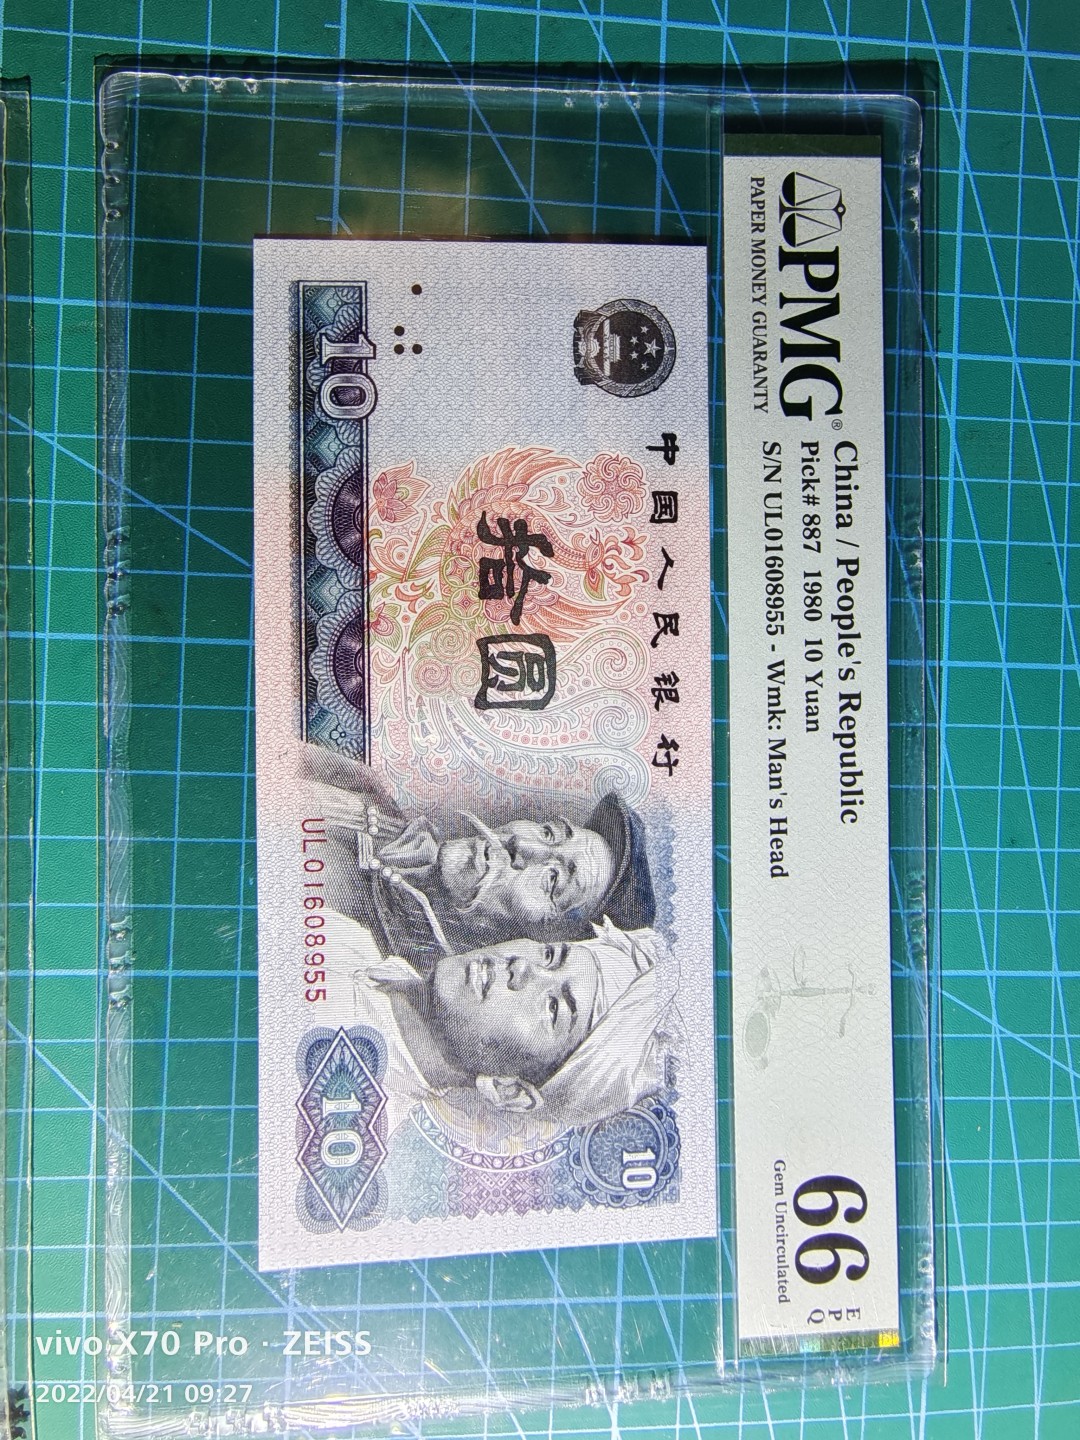 PMG®
PAPER MONEY GUARANTY
China / People's Republic
Pick# 887 1980 10 Yuan
S/N UL01608955 - Wmk: Man's Head
66
EPQ
Gem Uncirculated
中国人民银行
拾圆
10
10
10
UL01608955
vivo X70 Pro · ZEISS
2022/04/21 09:27